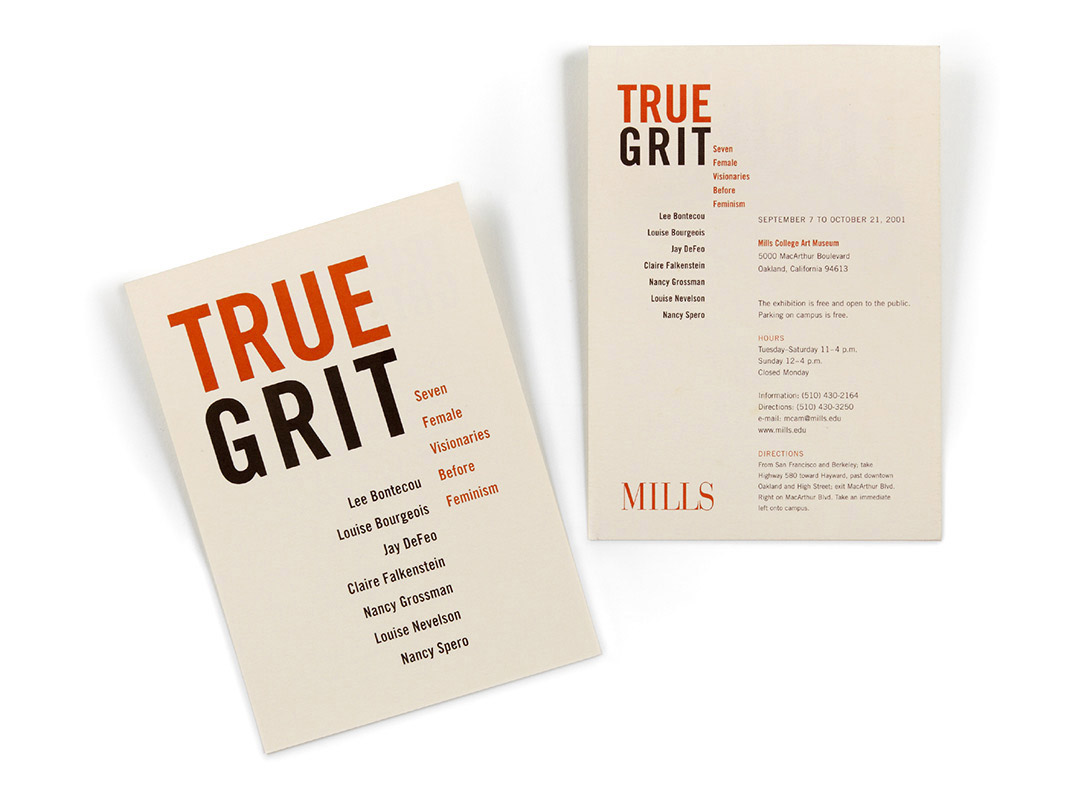 TRUE
GRIT
Seven
Female
Visionaries
Before
Feminism
Lee Bontecou
Louise Bourgeois
Jay DeFeo
Claire Falkenstein
Nancy Grossman
Louise Nevelson
Nancy Spero
TRUE
GRIT
Seven
Female
Visionaries
Before
Feminism
Lee Bontecou
Louise Bourgeois
Jay DeFeo
Claire Falkenstein
Nancy Grossman
Louise Nevelson
Nancy Spero
SEPTEMBER 7 TO OCTOBER 21, 2001
Mills College Art Museum
5000 MacArthur Boulevard
Oakland, California 94613
The exhibition is free and open to the public.
Parking on campus is free.
HOURS
Tuesday–Saturday 11–4 p.m.
Sunday 12–4 p.m.
Closed Monday
Information: (510) 430-2164
Directions: (510) 430-3250
e-mail: mcam@mills.edu
www.mills.edu
DIRECTIONS
From San Francisco and Berkeley; take
Highway 580 toward Hayward, past downtown
Oakland and High Street; exit MacArthur Blvd.
Right on MacArthur Blvd. Take an immediate
left onto campus.
MILLS